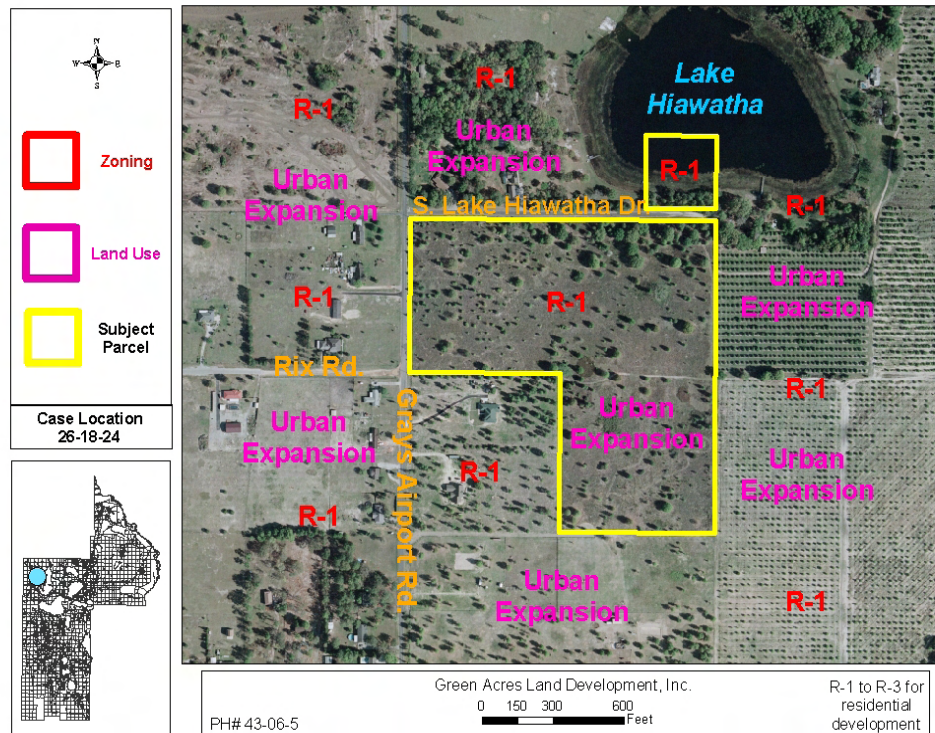 N
W
E
S
Zoning
Land Use
Subject
Parcel
Case Location
26-18-24
R-1
R-1
Lake
Hiawatha
Urban
Expansion
R-1
Urban
Expansion
S. Lake Hiawatha Dr.
R-1
Urban
Expansion
R-1
R-1
Rix Rd.
R-1
Urban
Expansion
Urban
Expansion
Grays Airport Rd.
R-1
Urban
Expansion
R-1
Urban
Expansion
R-1
PH# 43-06-5
Green Acres Land Development, Inc.
0 150 300 600
Feet
R-1 to R-3 for
residential
development